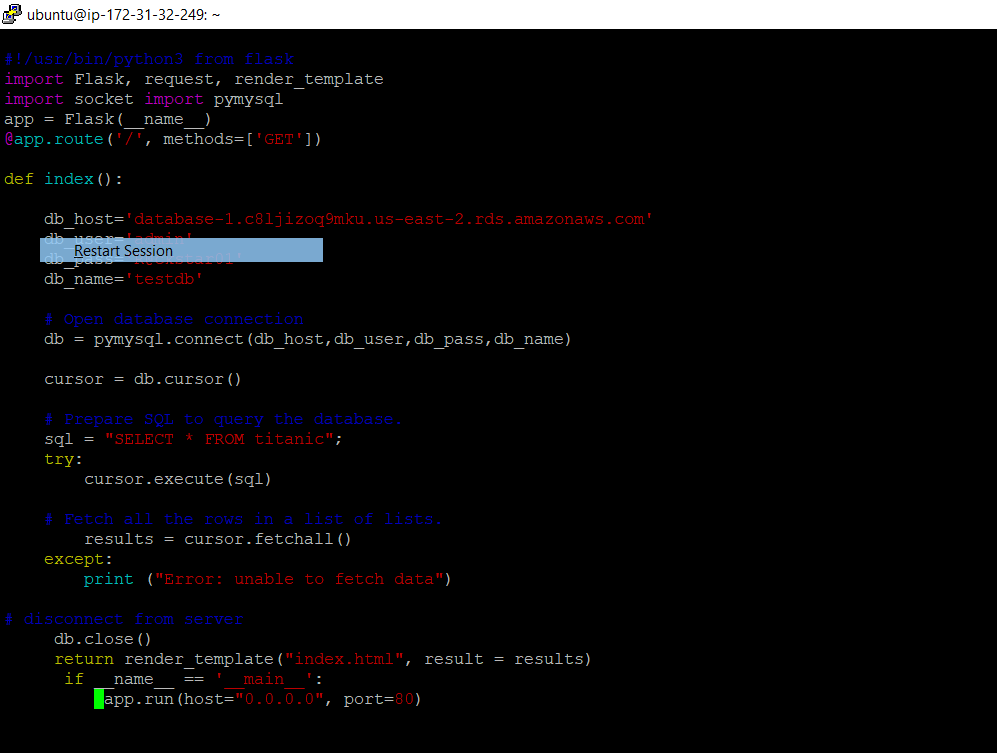 ubuntu@ip-172-31-32-249: ~
#!/usr/bin/python3 from flask
import Flask, request, render_template
import socket import pymysql
app = Flask(__name__)
@app.route('/', methods=['GET'])
def index():
db_host='database-1.c8ljizoq9mku.us-east-2.rds.amazonaws.com'
db_user='admin'
Restart Session
db_pass=
db_name='testdb'
# Open database connection
db = pymysql.connect(db_host,db_user,db_pass,db_name)
cursor = db.cursor()
# Prepare SQL to query the database.
sql = "SELECT * FROM titanic";
try:
cursor.execute(sql)
# Fetch all the rows in a list of lists.
results = cursor.fetchall()
except:
print ("Error: unable to fetch data")
# disconnect from server
db.close()
return render_template("index.html", result = results)
if __name__ == '__main__':
app.run(host="0.0.0.0", port=80)